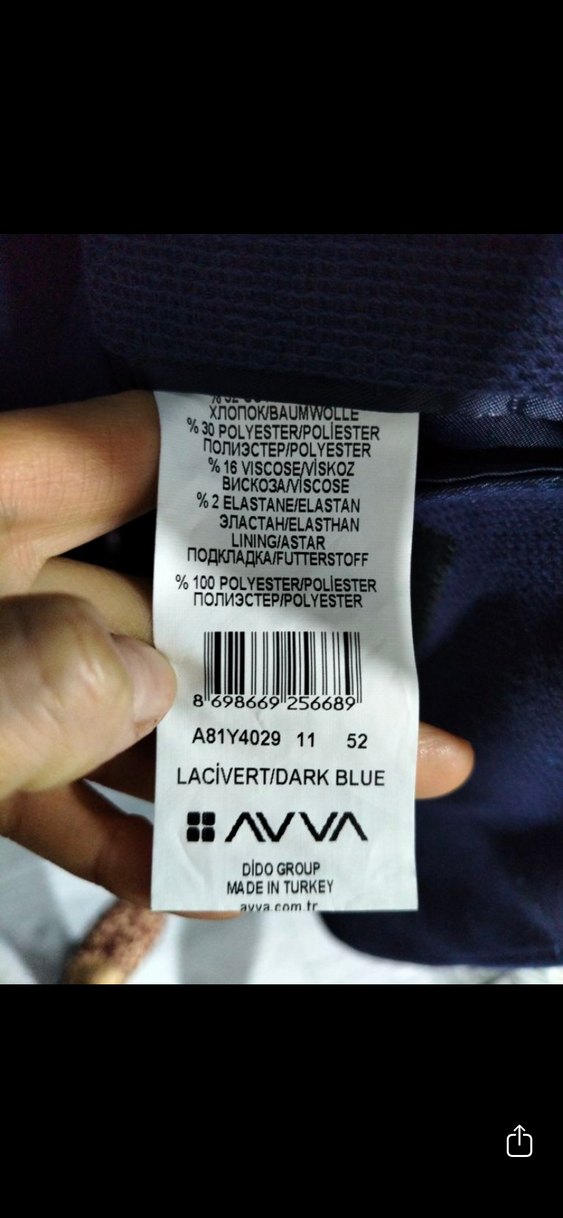 ХЛОПОК/BAUMWOLLE
% 30 POLYESTER/POLİESTER
ПОЛИЭСТЕР/POLYESTER
% 16 VISCOSE/VİSKOZ
ВИСКОЗА/VISCOSE
% 2 ELASTANE/ELASTAN
ЭЛАСТАН/ELASTHAN
LINING/ASTAR
ПОДКЛАДКА/FUTTERSTOFF
% 100 POLYESTER/POLİESTER
ПОЛИЭСТЕР/POLYESTER
8 698669 256689
A81Y4029 11 52
LACİVERT/DARK BLUE
AVVA
DİDO GROUP
MADE IN TURKEY
avva.com.tr